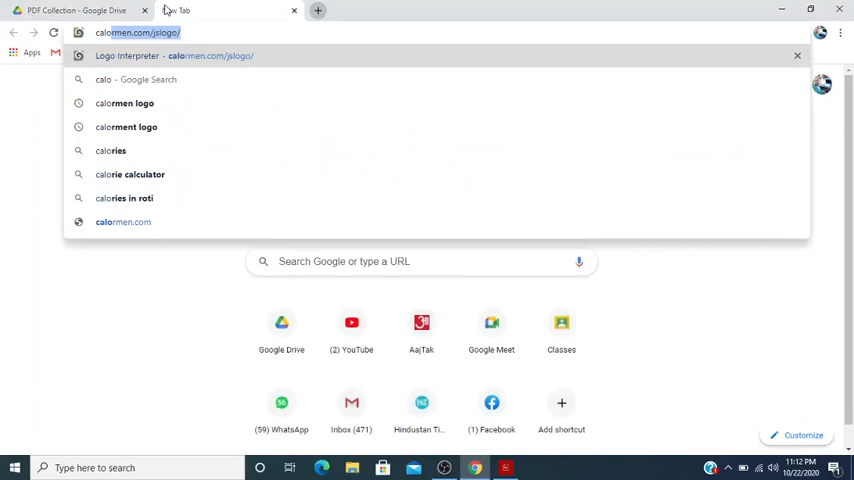 PDF Collection - Google Drive
New Tab
calormen.com/jslogo/
Apps
Logo Interpreter - calormen.com/jslogo/
calo - Google Search
calormen logo
calorment logo
calories
calorie calculator
calories in roti
calormen.com
Search Google or type a URL
Google Drive
(2) YouTube
AajTak
Google Meet
Classes
(59) WhatsApp
Inbox (471)
Hindustan Ti...
(1) Facebook
Add shortcut
Customize
Type here to search
11:12 PM
10/22/2020